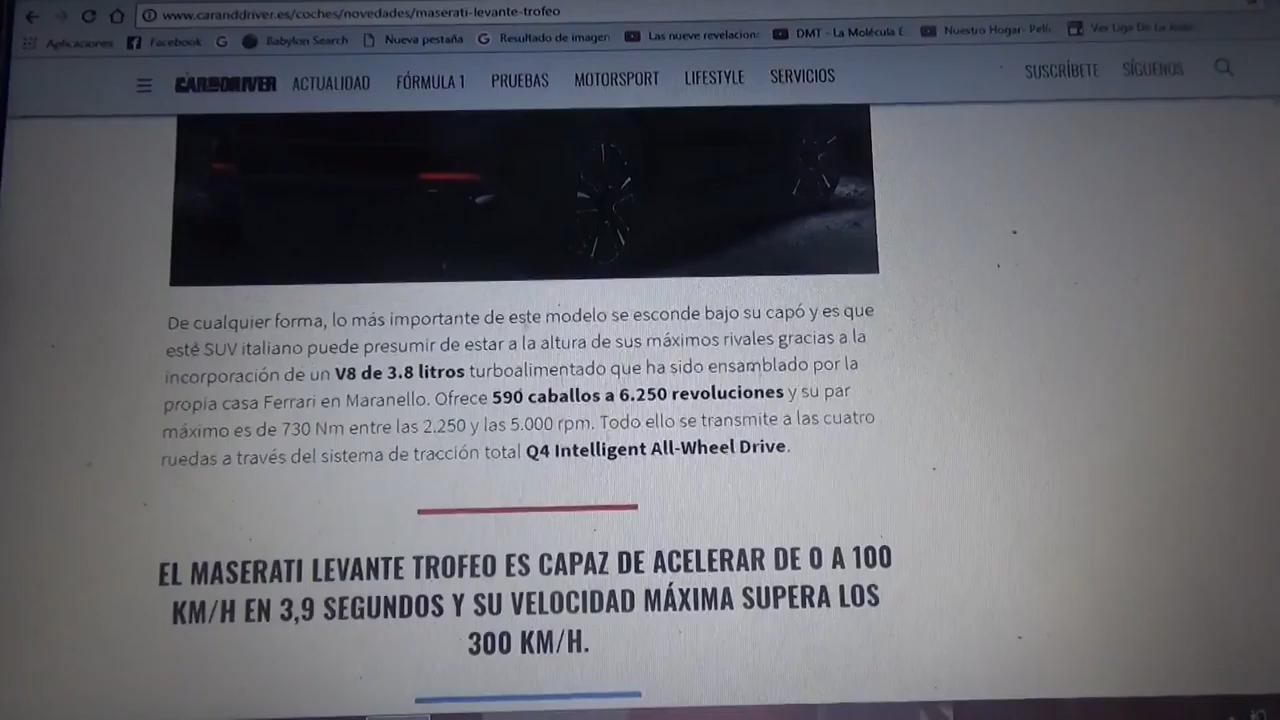 www.caranddriver.es/coches/novedades/maserati-levante-trofeo
Aplicaciones Facebook Babylon Search Nueva pestaña Resultado de imagen Las nueve revelacion DMT - La Molécula E Nuestro Hogar- Pelí Ver Liga De La
CAR AND DRIVER ACTUALIDAD FÓRMULA 1 PRUEBAS MOTORSPORT LIFESTYLE SERVICIOS SUSCRÍBETE SÍGUENOS
De cualquier forma, lo más importante de este modelo se esconde bajo su capó y es que
esté SUV italiano puede presumir de estar a la altura de sus máximos rivales gracias a la
incorporación de un V8 de 3.8 litros turboalimentado que ha sido ensamblado por la
propia casa Ferrari en Maranello. Ofrece 590 caballos a 6.250 revoluciones y su par
máximo es de 730 Nm entre las 2.250 y las 5.000 rpm. Todo ello se transmite a las cuatro
ruedas a través del sistema de tracción total Q4 Intelligent All-Wheel Drive.
EL MASERATI LEVANTE TROFEO ES CAPAZ DE ACELERAR DE 0 A 100
KM/H EN 3,9 SEGUNDOS Y SU VELOCIDAD MÁXIMA SUPERA LOS
300 KM/H.